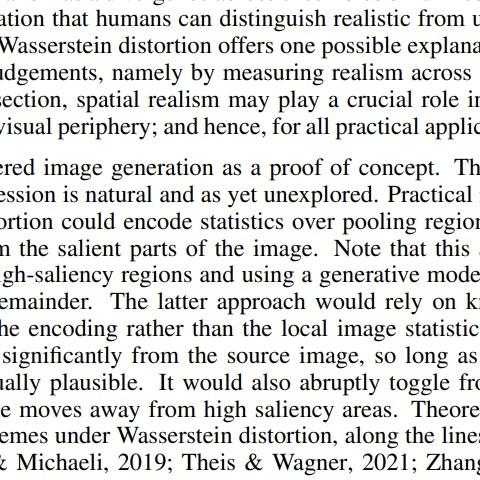 ation that humans can distinguish realistic from u
Wasserstein distortion offers one possible explana
udgements, namely by measuring realism across
section, spatial realism may play a crucial role in
visual periphery; and hence, for all practical applic
ered image generation as a proof of concept. Th
ession is natural and as yet unexplored. Practical
ortion could encode statistics over pooling region
m the salient parts of the image. Note that this
igh-saliency regions and using a generative mode
emainder. The latter approach would rely on k
he encoding rather than the local image statistic
significantly from the source image, so long as
ually plausible. It would also abruptly toggle fro
e moves away from high saliency areas. Theore
emes under Wasserstein distortion, along the lines
& Michaeli, 2019; Theis & Wagner, 2021; Zhang